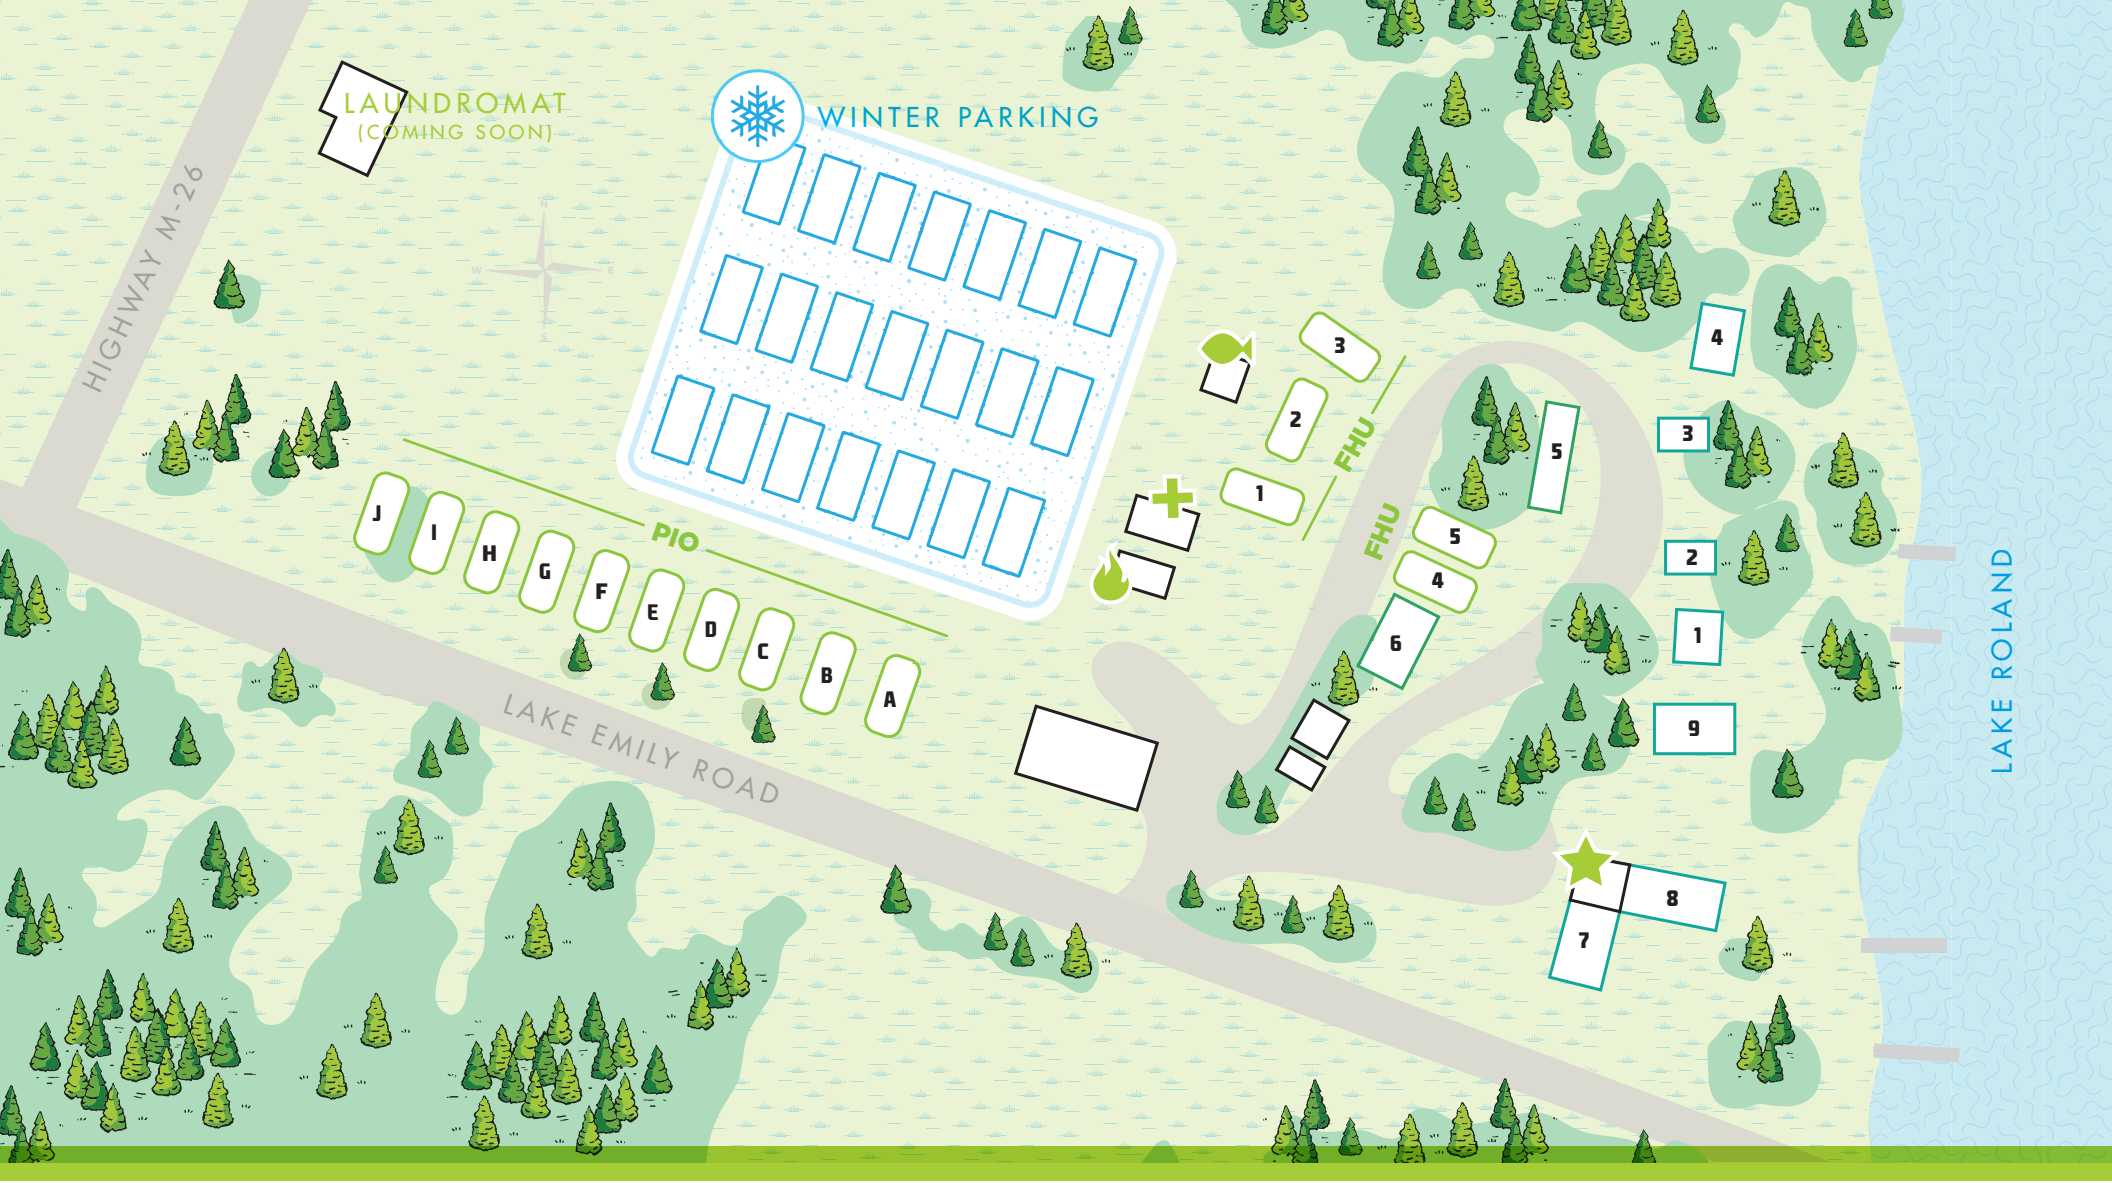 LAUNDROMAT
(COMING SOON)
WINTER PARKING
HIGHWAY M-26
N
W
E
S
J
I
H
G
F
E
D
C
B
A
PIO
3
2
1
FHU
FHU
5
4
6
5
4
3
2
1
9
8
7
LAKE EMILY ROAD
LAKE ROLAND